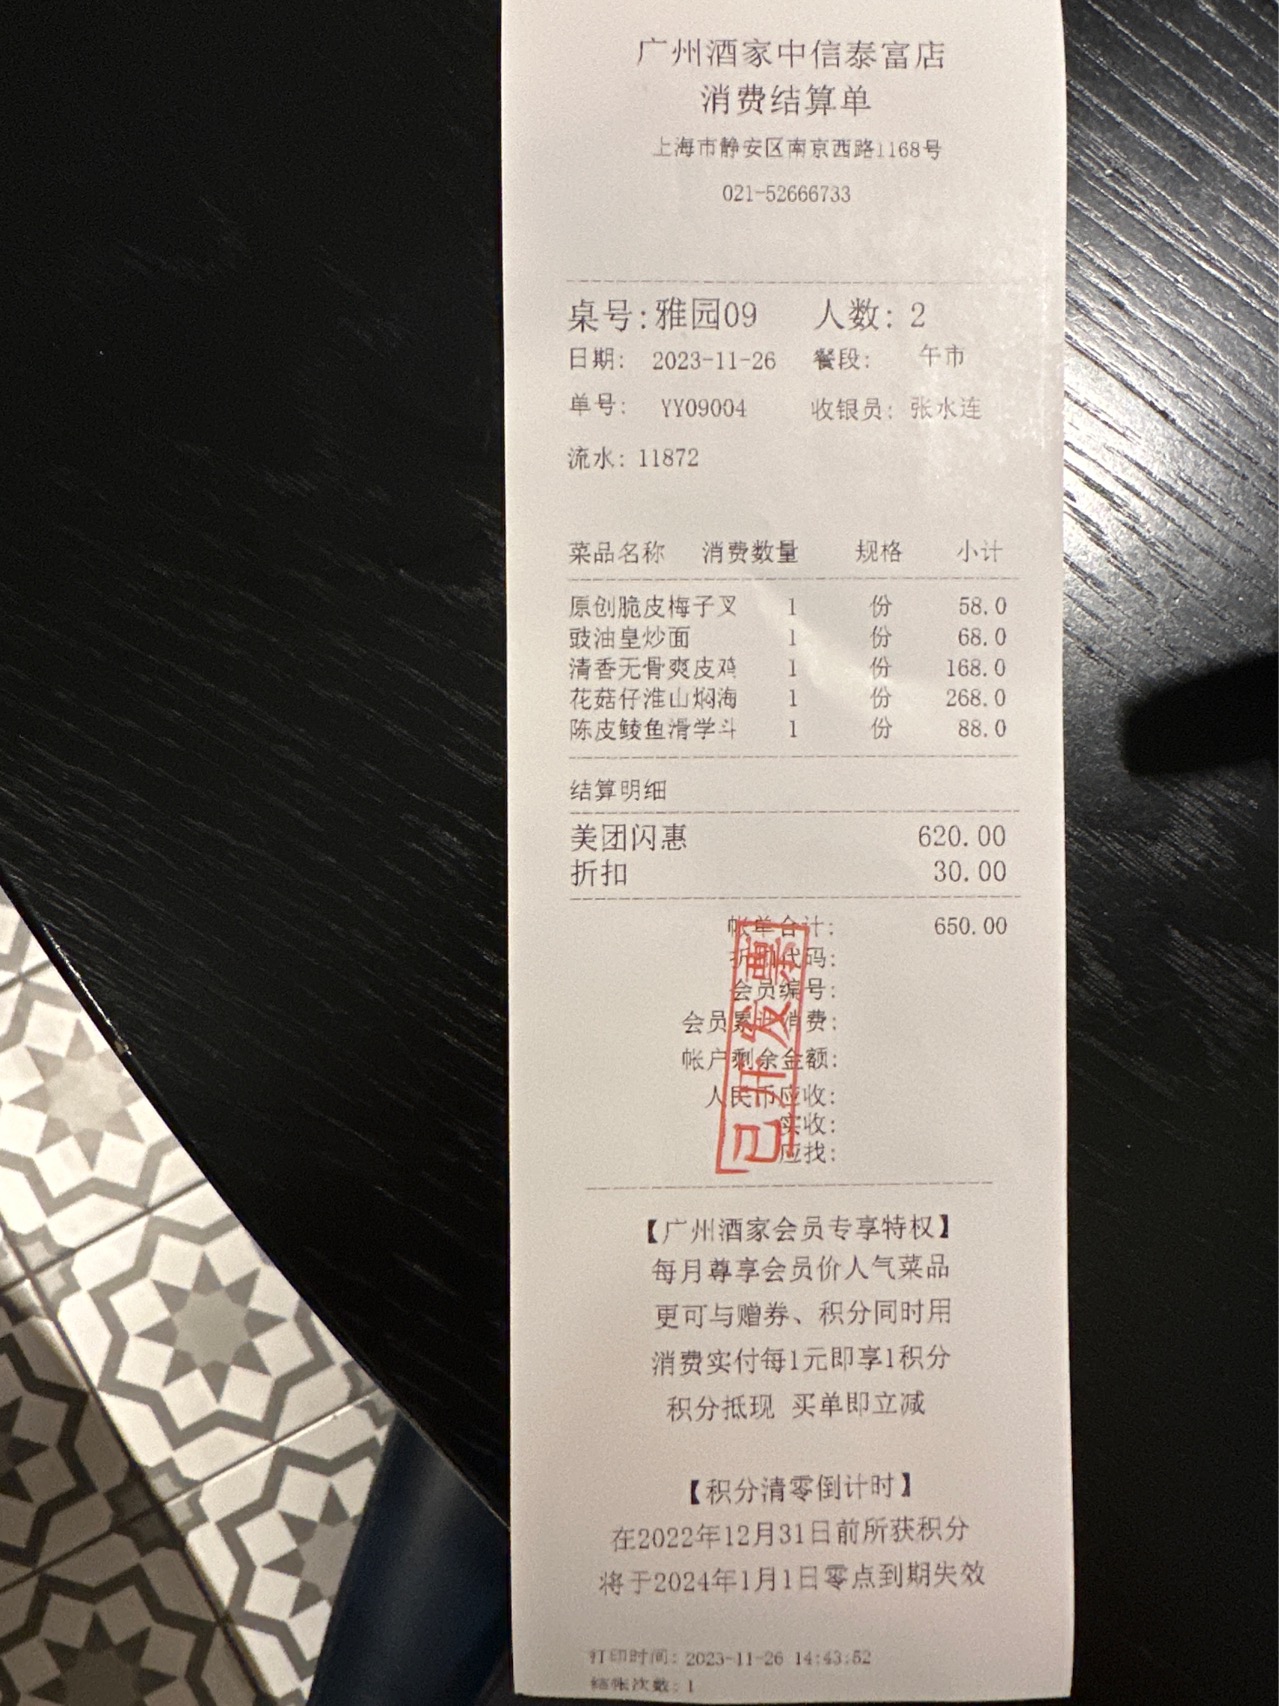 广州酒家中信泰富店
消费结算单
上海市静安区南京西路1168号
021-52666733
桌号:雅园09 人数: 2
日期: 2023-11-26 餐段: 午市
单号: YY09004 收银员: 张水连
流水: 11872
菜品名称 消费数量 规格 小计
原创脆皮梅子叉 1 份 58.0
豉油皇炒面 1 份 68.0
清香无骨爽皮鸡 1 份 168.0
花菇仔淮山焖海 1 份 268.0
陈皮鲮鱼滑学斗 1 份 88.0
结算明细
美团闪惠 620.00
折扣 30.00
帐单合计: 650.00
折扣代码:
会员编号:
会员累计消费:
帐户剩余金额:
人民币应收:
实收:
应找:
已开发票
【广州酒家会员专享特权】
每月尊享会员价人气菜品
更可与赠券、积分同时用
消费实付每1元即享1积分
积分抵现 买单即立减
【积分清零倒计时】
在2022年12月31日前所获积分
将于2024年1月1日零点到期失效
打印时间: 2023-11-26 14:43:52
结帐次数: 1